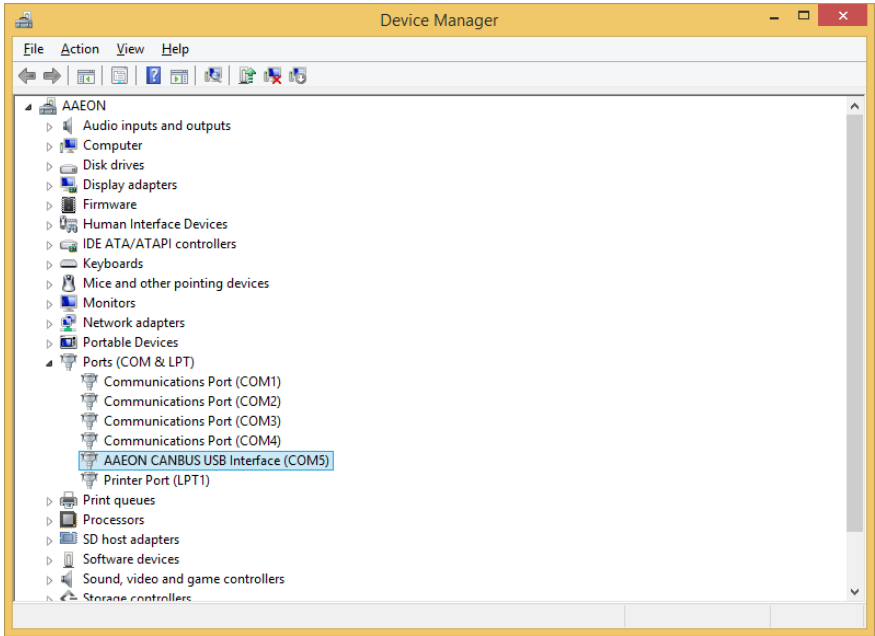 Device Manager
File Action View Help
AAEON
Audio inputs and outputs
Computer
Disk drives
Display adapters
Firmware
Human Interface Devices
IDE ATA/ATAPI controllers
Keyboards
Mice and other pointing devices
Monitors
Network adapters
Portable Devices
Ports (COM & LPT)
Communications Port (COM1)
Communications Port (COM2)
Communications Port (COM3)
Communications Port (COM4)
AAEON CANBUS USB Interface (COM5)
Printer Port (LPT1)
Print queues
Processors
SD host adapters
Software devices
Sound, video and game controllers
Storage controllers